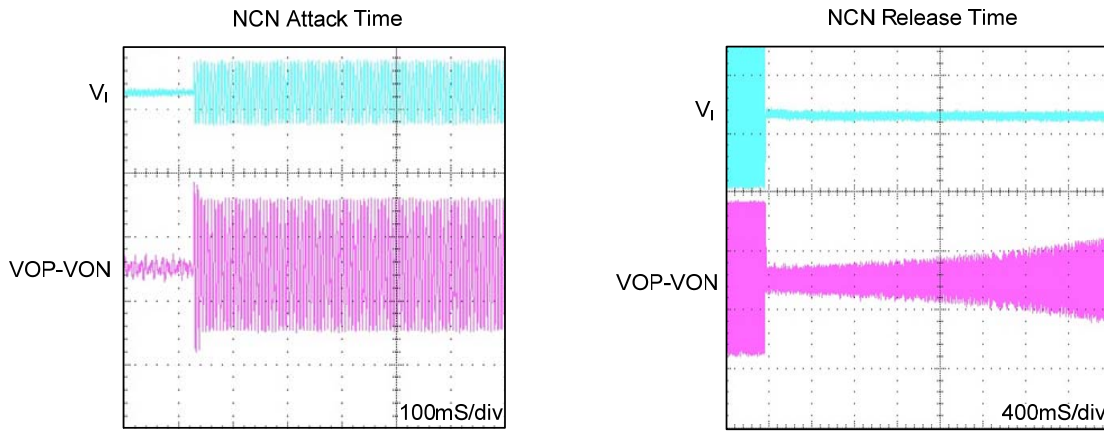 NCN Attack Time
VI
VOP-VON
100mS/div
NCN Release Time
VI
VOP-VON
400mS/div